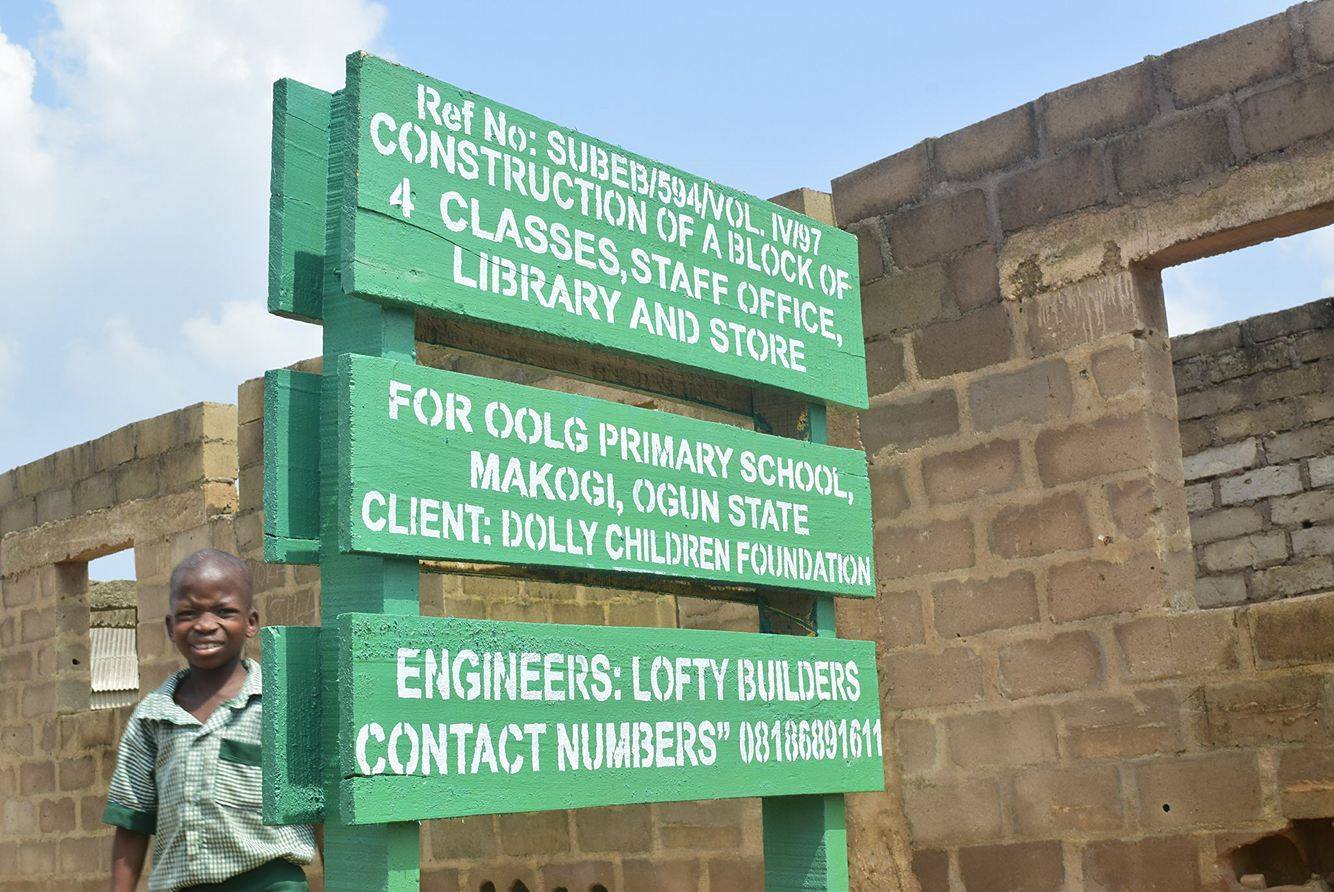 Ref No: SUBEB/594/VOL. IV/97
CONSTRUCTION OF A BLOCK OF
4 CLASSES, STAFF OFFICE,
LIBRARY AND STORE
FOR OOLG PRIMARY SCHOOL,
MAKOGI, OGUN STATE
CLIENT: DOLLY CHILDREN FOUNDATION
ENGINEERS: LOFTY BUILDERS
CONTACT NUMBERS” 08186891611